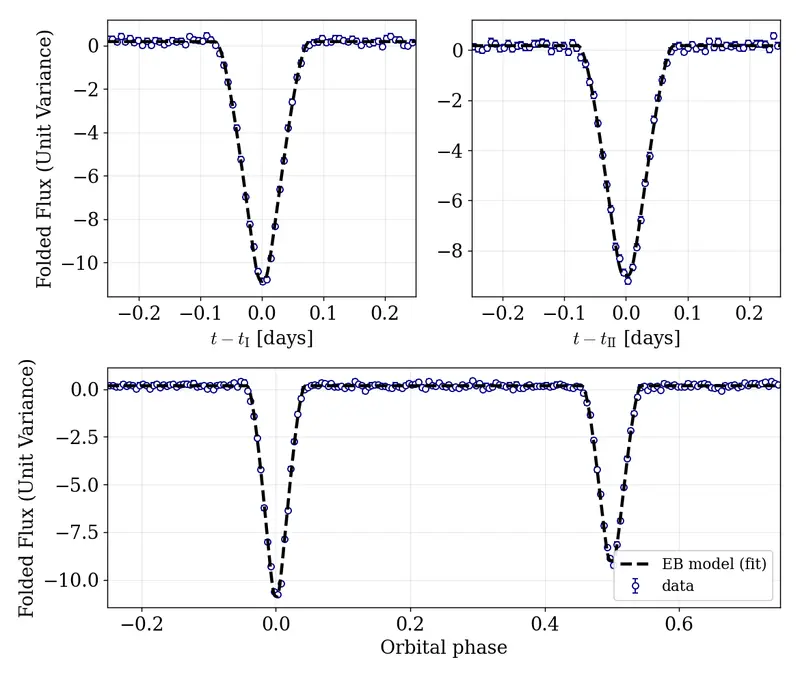 Folded Flux (Unit Variance)
0
−2
−4
−6
−8
−10
−0.2 −0.1 0.0 0.1 0.2
t − tI [days]
0
−2
−4
−6
−8
−0.2 −0.1 0.0 0.1 0.2
t − tII [days]
Folded Flux (Unit Variance)
0.0
−2.5
−5.0
−7.5
−10.0
EB model (fit)
data
−0.2 0.0 0.2 0.4 0.6
Orbital phase